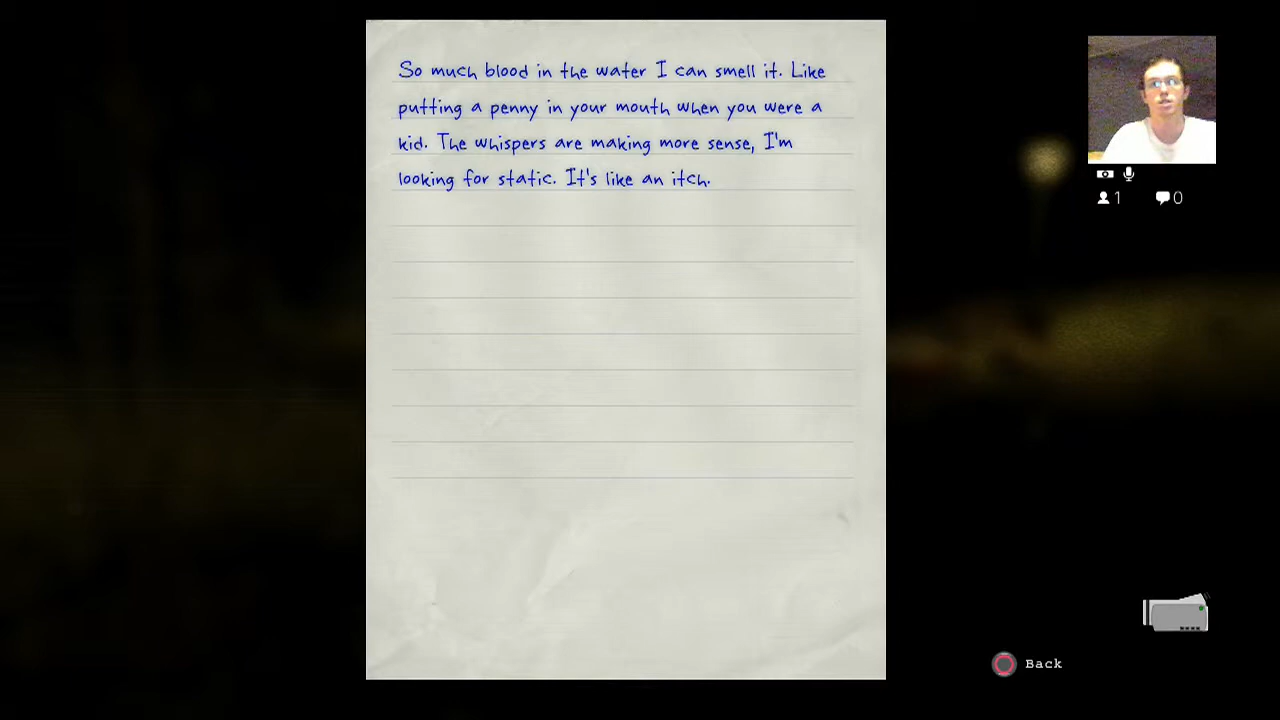 So much blood in the water I can smell it. Like
putting a penny in your mouth when you were a
kid. The whispers are making more sense, I'm
looking for static. It's like an itch.
1
0
Back